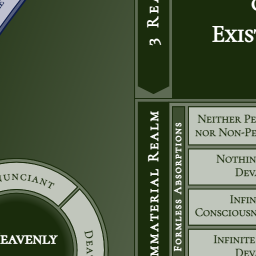 3 REA
EXIS
IMMATERIAL REALM
FORMLESS ABSORPTIONS
NEITHER PE
NOR NON-PE
NOTHIN
DEV
INFIN
CONSCIOUSN
INFINITE
DEV
NUNCIANT
EAVENLY
DEA